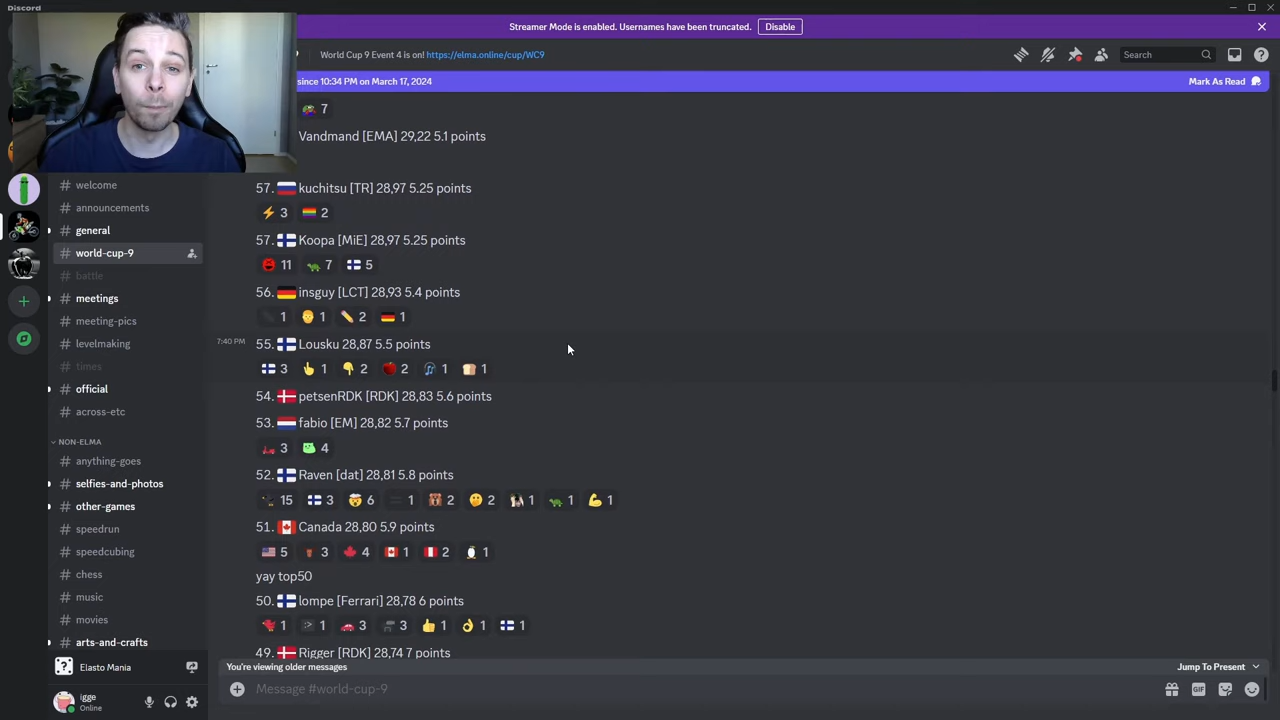 Discord
Streamer Mode is enabled. Usernames have been truncated. Disable
World Cup 9 Event 4 is on! https://elma.online/cup/WC9 Search
since 10:34 PM on March 17, 2024 Mark As Read
7
Vandmand [EMA] 29,22 5.1 points
57. kuchitsu [TR] 28,97 5.25 points
3 2
57. Koopa [MiE] 28,97 5.25 points
11 7 5
56. insguy [LCT] 28,93 5.4 points
1 1 2 1
7:40 PM 55. Lousku 28,87 5.5 points
3 1 2 2 1 1
54. petsenRDK [RDK] 28,83 5.6 points
53. fabio [EM] 28,82 5.7 points
3 4
52. Raven [dat] 28,81 5.8 points
15 3 6 1 2 2 1 1 1
51. Canada 28,80 5.9 points
5 3 4 1 2 1
yay top50
50. lompe [Ferrari] 28,78 6 points
1 1 3 3 1 1 1
49. Rigger [RDK] 28,74 7 points
You're viewing older messages Jump To Present
Message #world-cup-9
welcome
announcements
general
world-cup-9
battle
meetings
meeting-pics
levelmaking
times
official
across-etc
NON-ELMA
anything-goes
selfies-and-photos
other-games
speedrun
speedcubing
chess
music
movies
arts-and-crafts
Elasto Mania
igge
Online